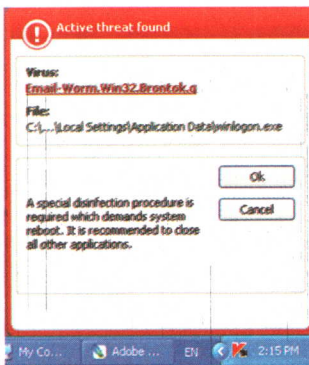 Active threat found
Virus:
Email-Worm.Win32.Brontok.q
File:
C:\...\Local Settings\Application Data\winlogon.exe
Ok
A special disinfection procedure is
required which demands system
reboot. It is recommended to close
all other applications.
Cancel
My Co...
Adobe ...
EN
2:15 PM